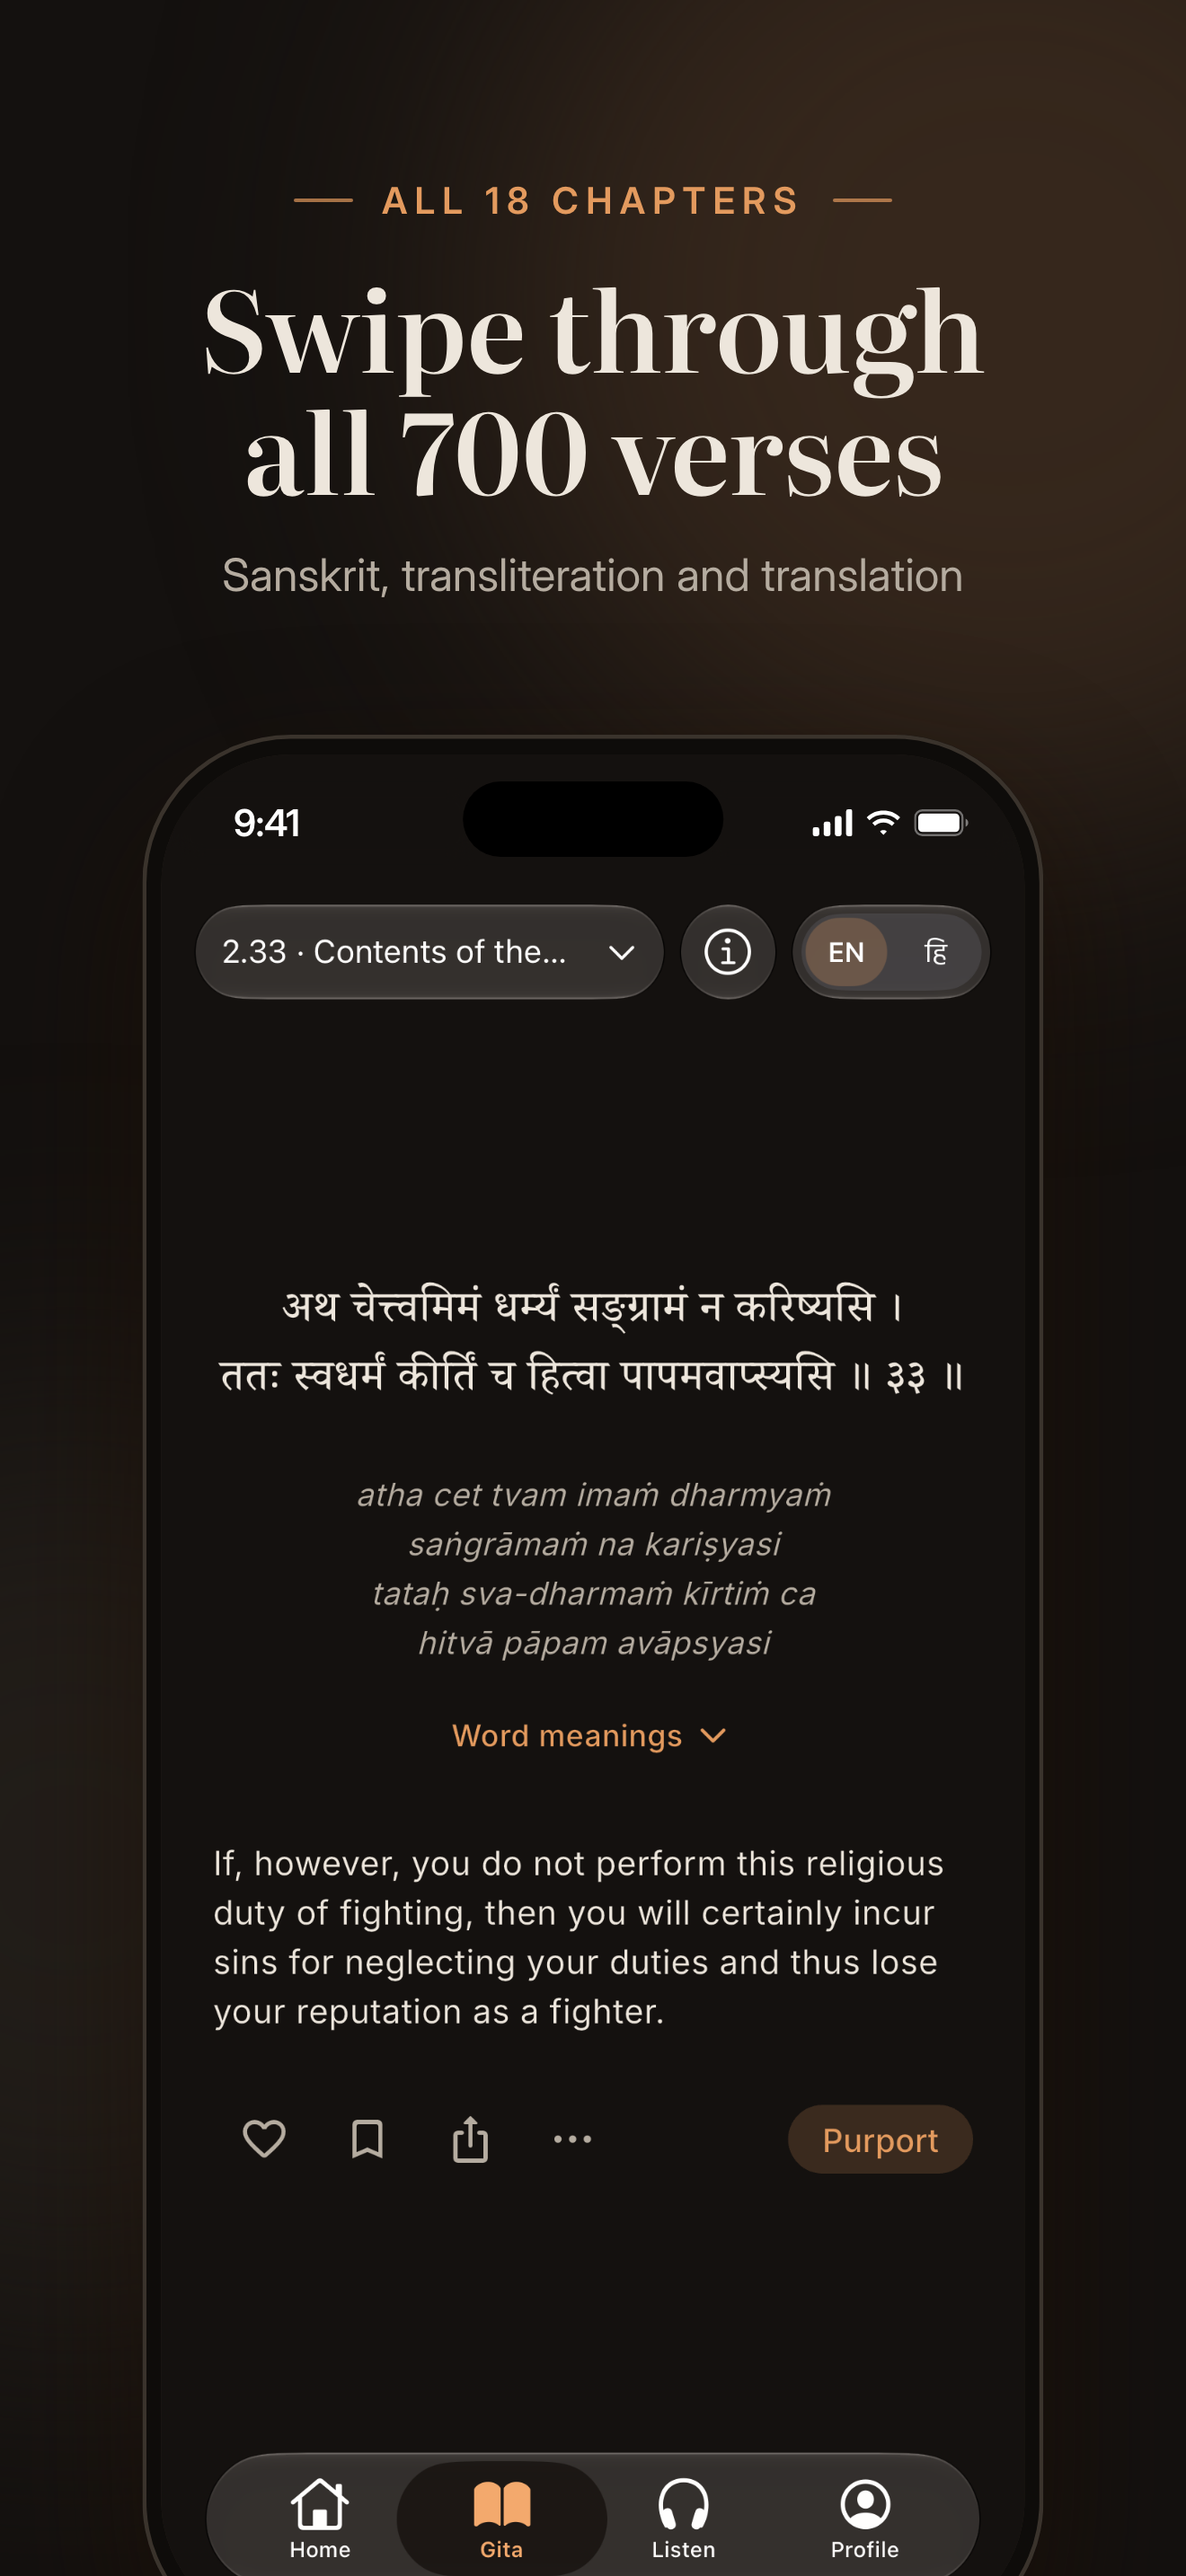 ALL 18 CHAPTERS
Swipe through
all 700 verses
Sanskrit, transliteration and translation
9:41
2.33 · Contents of the...
EN
हि
अथ चेत्त्वमिमं धर्म्यं सङ्ग्रामं न करिष्यसि ।
ततः स्वधर्मं कीर्तिं च हित्वा पापमवाप्स्यसि ॥ ३३ ॥
atha cet tvam imaṁ dharmyaṁ
saṅgrāmaṁ na kariṣyasi
tataḥ sva-dharmaṁ kīrtiṁ ca
hitvā pāpam avāpsyasi
Word meanings
If, however, you do not perform this religious
duty of fighting, then you will certainly incur
sins for neglecting your duties and thus lose
your reputation as a fighter.
Purport
Home
Gita
Listen
Profile